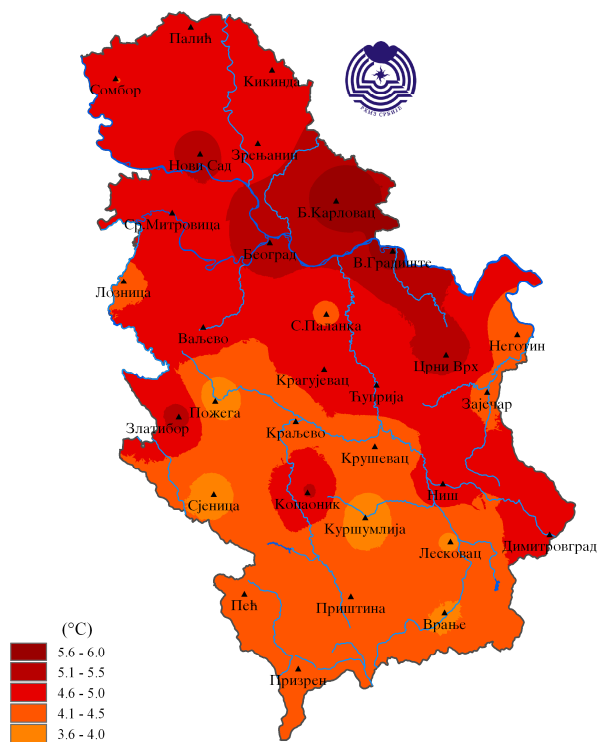 Палић
Сомбор
Кикинда
РХМЗ СРБИЈЕ
Зрењанин
Нови Сад
Б.Карловац
Ср.Митровица
Београд
В.Градиште
Лозница
С.Паланка
Ваљево
Неготин
Црни Врх
Крагујевац
Ћуприја
Зајечар
Пожега
Златибор
Краљево
Крушевац
Ниш
Сјеница
Копаоник
Куршумлија
Димитровград
Лесковац
Пећ
Приштина
Врање
Призрен
(°C)
5.6 - 6.0
5.1 - 5.5
4.6 - 5.0
4.1 - 4.5
3.6 - 4.0